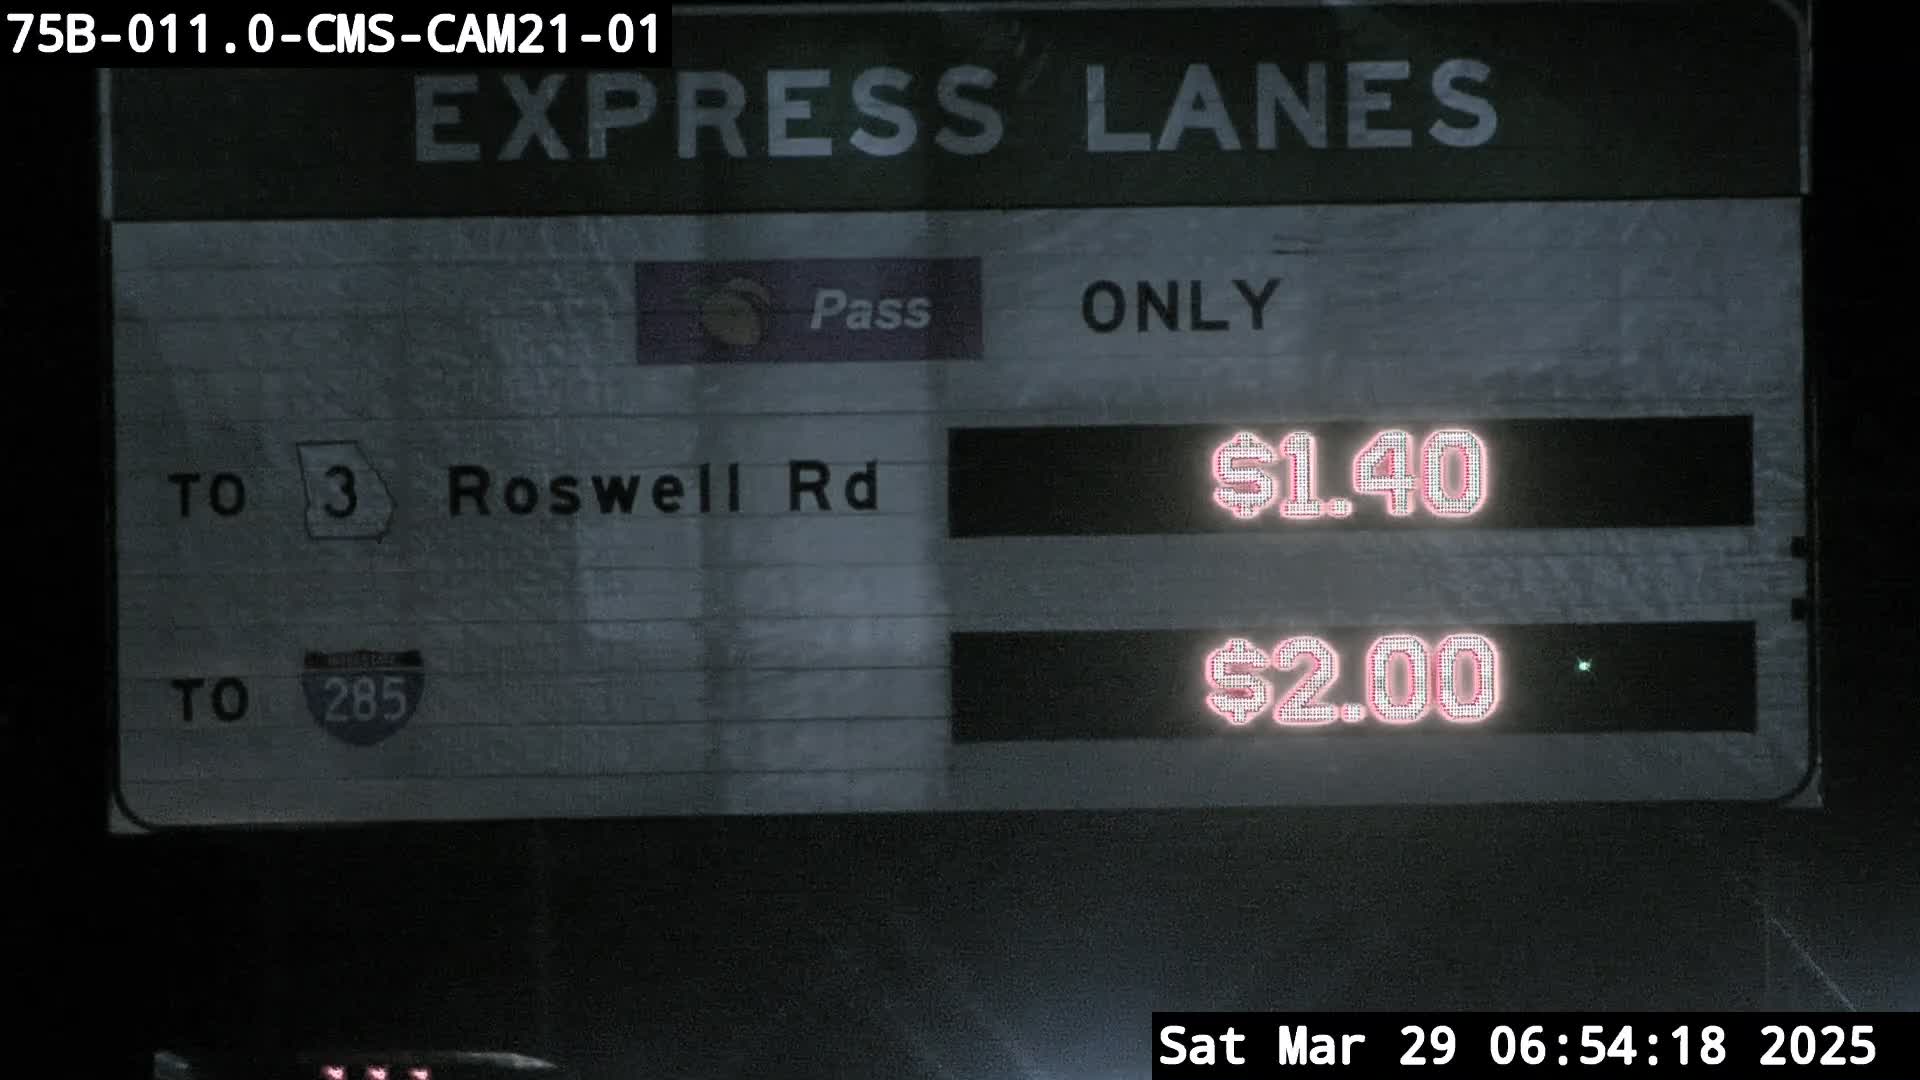 75B-011.0-CMS-CAM21-01
EXPRESS LANES
Pass ONLY
TO 3 Roswell Rd $1.40
TO INTERSTATE 285 $2.00
Sat Mar 29 06:54:18 2025